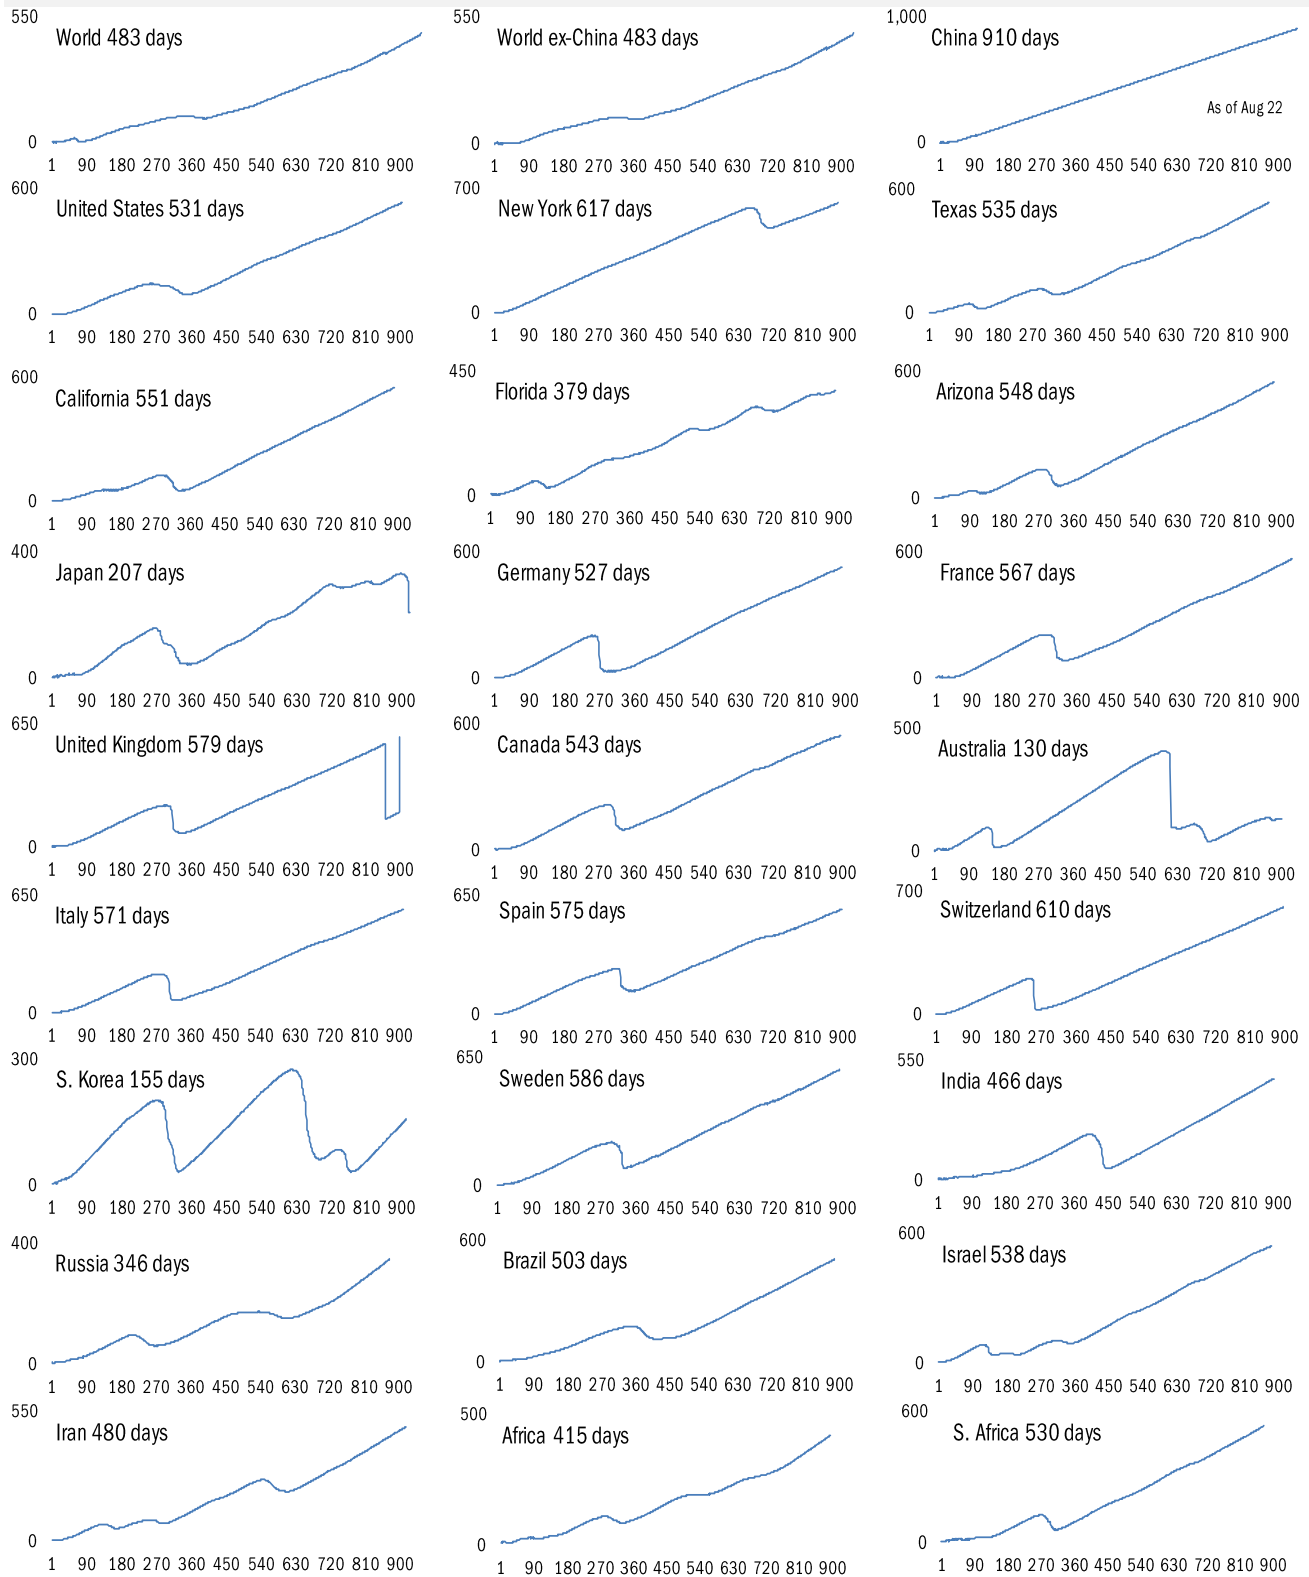 550
World 483 days
0
1 90 180 270 360 450 540 630 720 810 900
550
World ex-China 483 days
0
1 90 180 270 360 450 540 630 720 810 900
1,000
China 910 days
As of Aug 22
0
1 90 180 270 360 450 540 630 720 810 900
600
United States 531 days
0
1 90 180 270 360 450 540 630 720 810 900
700
New York 617 days
0
1 90 180 270 360 450 540 630 720 810 900
600
Texas 535 days
0
1 90 180 270 360 450 540 630 720 810 900
600
California 551 days
0
1 90 180 270 360 450 540 630 720 810 900
450
Florida 379 days
0
1 90 180 270 360 450 540 630 720 810 900
600
Arizona 548 days
0
1 90 180 270 360 450 540 630 720 810 900
400
Japan 207 days
0
1 90 180 270 360 450 540 630 720 810 900
600
Germany 527 days
0
1 90 180 270 360 450 540 630 720 810 900
600
France 567 days
0
1 90 180 270 360 450 540 630 720 810 900
650
United Kingdom 579 days
0
1 90 180 270 360 450 540 630 720 810 900
600
Canada 543 days
0
1 90 180 270 360 450 540 630 720 810 900
500
Australia 130 days
0
1 90 180 270 360 450 540 630 720 810 900
650
Italy 571 days
0
1 90 180 270 360 450 540 630 720 810 900
650
Spain 575 days
0
1 90 180 270 360 450 540 630 720 810 900
700
Switzerland 610 days
0
1 90 180 270 360 450 540 630 720 810 900
300
S. Korea 155 days
0
1 90 180 270 360 450 540 630 720 810 900
650
Sweden 586 days
0
1 90 180 270 360 450 540 630 720 810 900
550
India 466 days
0
1 90 180 270 360 450 540 630 720 810 900
400
Russia 346 days
0
1 90 180 270 360 450 540 630 720 810 900
600
Brazil 503 days
0
1 90 180 270 360 450 540 630 720 810 900
600
Israel 538 days
0
1 90 180 270 360 450 540 630 720 810 900
550
Iran 480 days
0
1 90 180 270 360 450 540 630 720 810 900
500
Africa 415 days
0
1 90 180 270 360 450 540 630 720 810 900
600
S. Africa 530 days
0
1 90 180 270 360 450 540 630 720 810 900